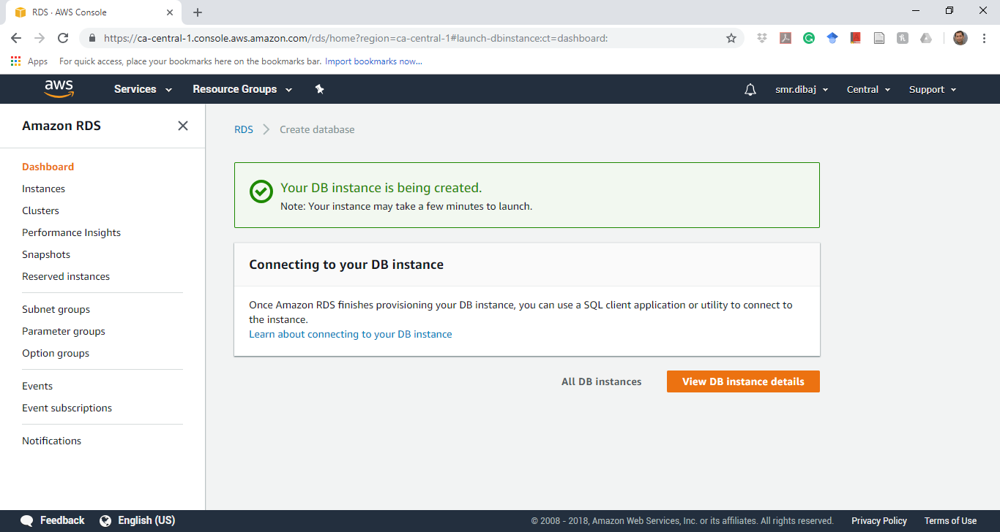 RDS · AWS Console
https://ca-central-1.console.aws.amazon.com/rds/home?region=ca-central-1#launch-dbinstance:ct=dashboard:
Apps For quick access, place your bookmarks here on the bookmarks bar. Import bookmarks now...
aws Services Resource Groups smr.dibaj Central Support
Amazon RDS
Dashboard
Instances
Clusters
Performance Insights
Snapshots
Reserved instances
Subnet groups
Parameter groups
Option groups
Events
Event subscriptions
Notifications
RDS Create database
Your DB instance is being created.
Note: Your instance may take a few minutes to launch.
Connecting to your DB instance
Once Amazon RDS finishes provisioning your DB instance, you can use a SQL client application or utility to connect to
the instance.
Learn about connecting to your DB instance
All DB instances View DB instance details
Feedback English (US) © 2008 - 2018, Amazon Web Services, Inc. or its affiliates. All rights reserved. Privacy Policy Terms of Use